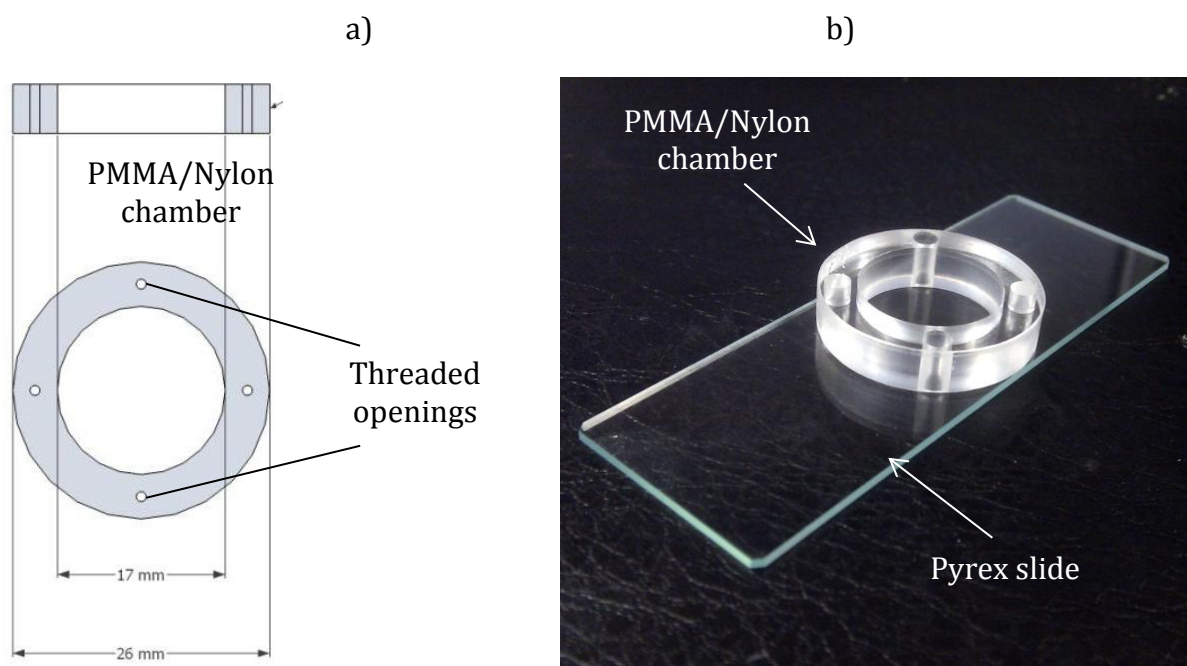 a)
b)
PMMA/Nylon
chamber
Threaded
openings
17 mm
26 mm
PMMA/Nylon
chamber
Pyrex slide